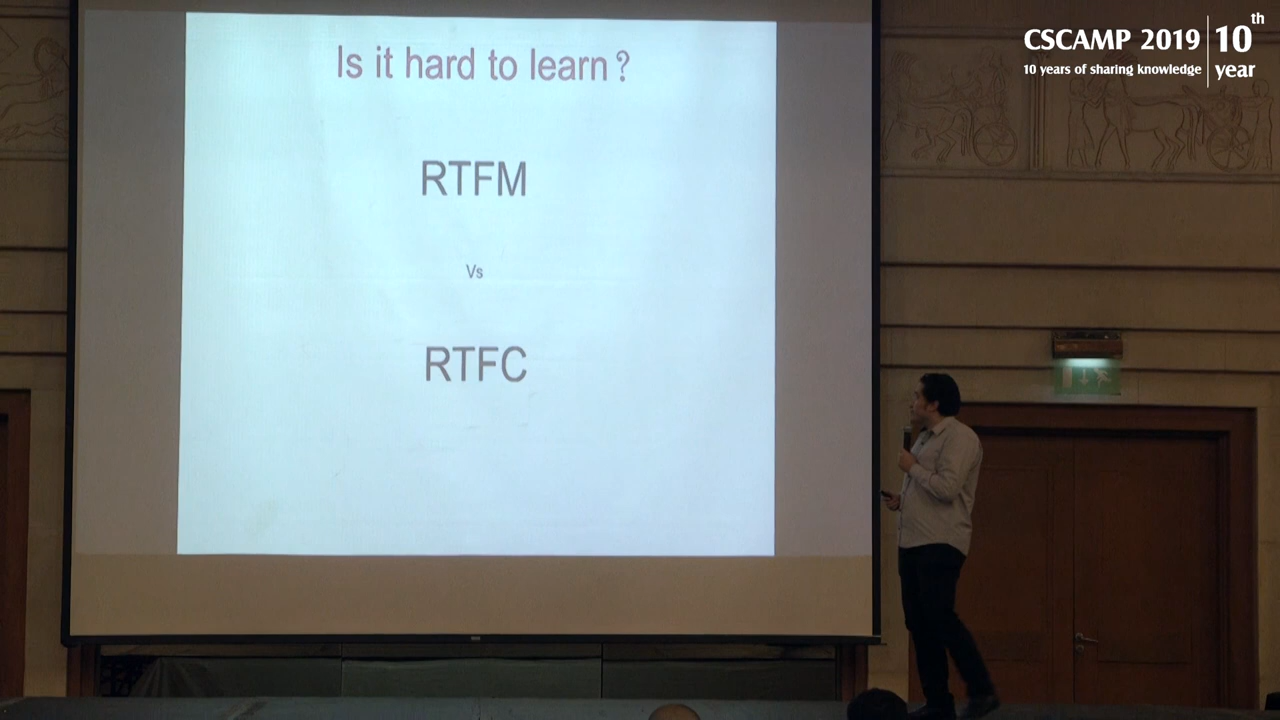 Is it hard to learn?
RTFM
Vs
RTFC
CSCAMP 2019
10 years of sharing knowledge
10th
year